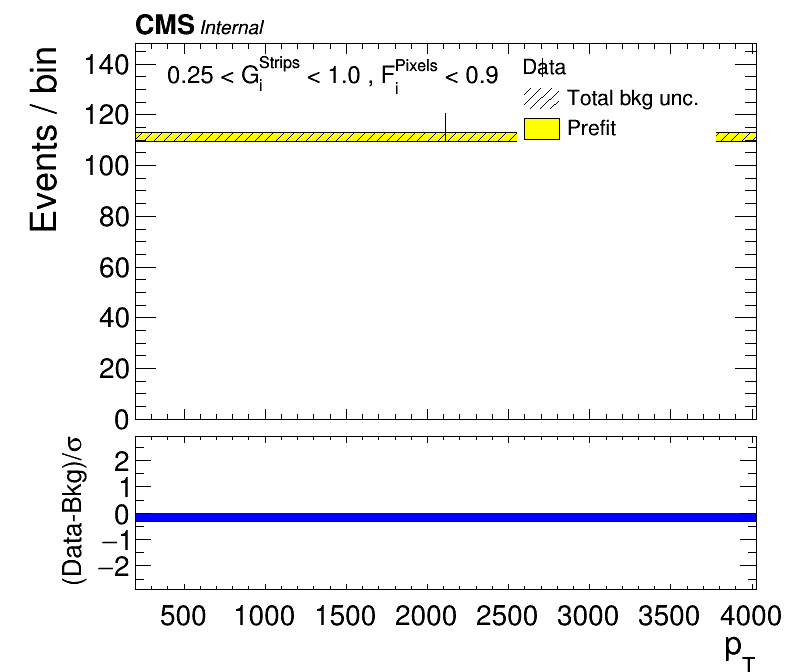 CMS Internal
Events / bin
140
120
100
80
60
40
20
0
0.25 < G_i^Strips < 1.0 , F_i^Pixels < 0.9
Data
Total bkg unc.
Prefit
(Data-Bkg)/σ
2
1
0
−1
−2
500 1000 1500 2000 2500 3000 3500 4000
p_T